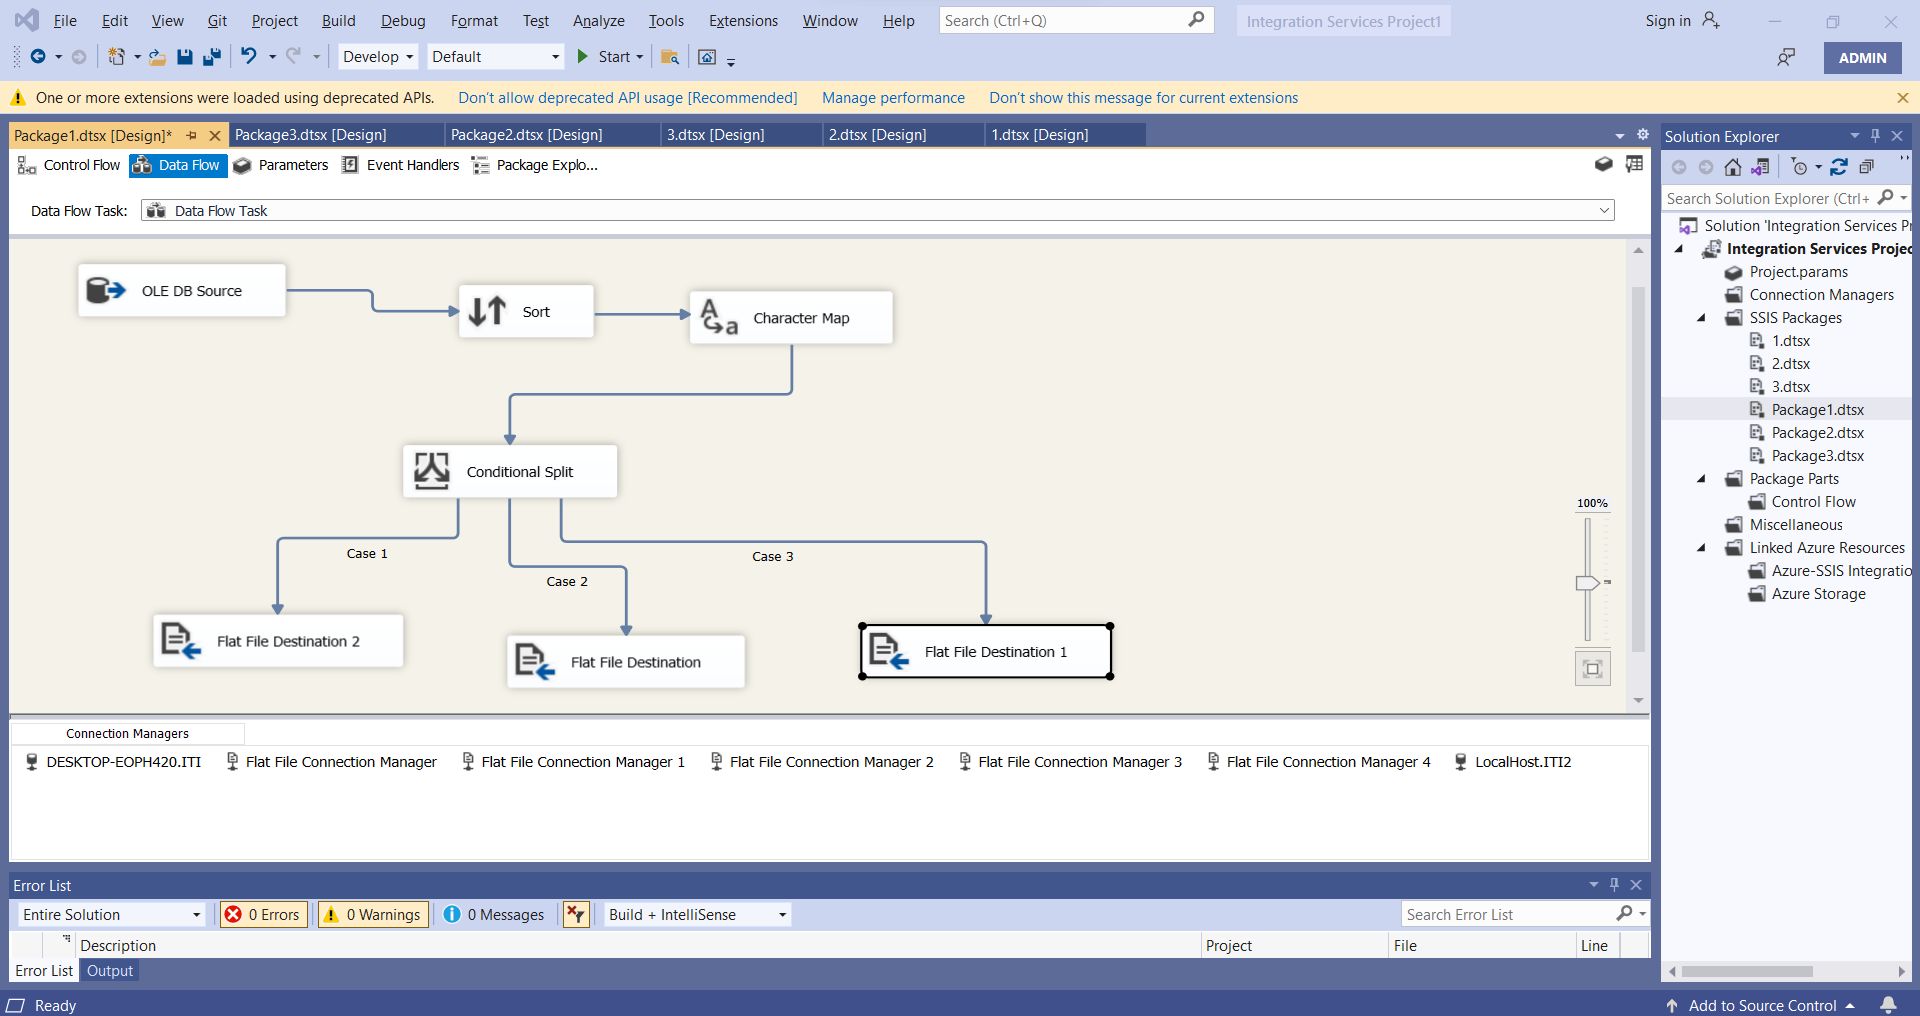 File Edit View Git Project Build Debug Format Test Analyze Tools Extensions Window Help Search (Ctrl+Q) Integration Services Project1 Sign in
Develop Default Start ADMIN
One or more extensions were loaded using deprecated APIs. Don't allow deprecated API usage [Recommended] Manage performance Don't show this message for current extensions
Package1.dtsx [Design]* Package3.dtsx [Design] Package2.dtsx [Design] 3.dtsx [Design] 2.dtsx [Design] 1.dtsx [Design]
Control Flow Data Flow Parameters Event Handlers Package Explo...
Data Flow Task: Data Flow Task
OLE DB Source
Sort
Character Map
Conditional Split
Case 1
Case 2
Case 3
Flat File Destination 2
Flat File Destination
Flat File Destination 1
100%
Connection Managers
DESKTOP-EOPH420.ITI Flat File Connection Manager Flat File Connection Manager 1 Flat File Connection Manager 2 Flat File Connection Manager 3 Flat File Connection Manager 4 LocalHost.ITI2
Error List
Entire Solution 0 Errors 0 Warnings 0 Messages Build + IntelliSense Search Error List
Description Project File Line
Error List Output
Solution Explorer
Search Solution Explorer (Ctrl+
Solution 'Integration Services Pr
Integration Services Projec
Project.params
Connection Managers
SSIS Packages
1.dtsx
2.dtsx
3.dtsx
Package1.dtsx
Package2.dtsx
Package3.dtsx
Package Parts
Control Flow
Miscellaneous
Linked Azure Resources
Azure-SSIS Integratio
Azure Storage
Ready Add to Source Control